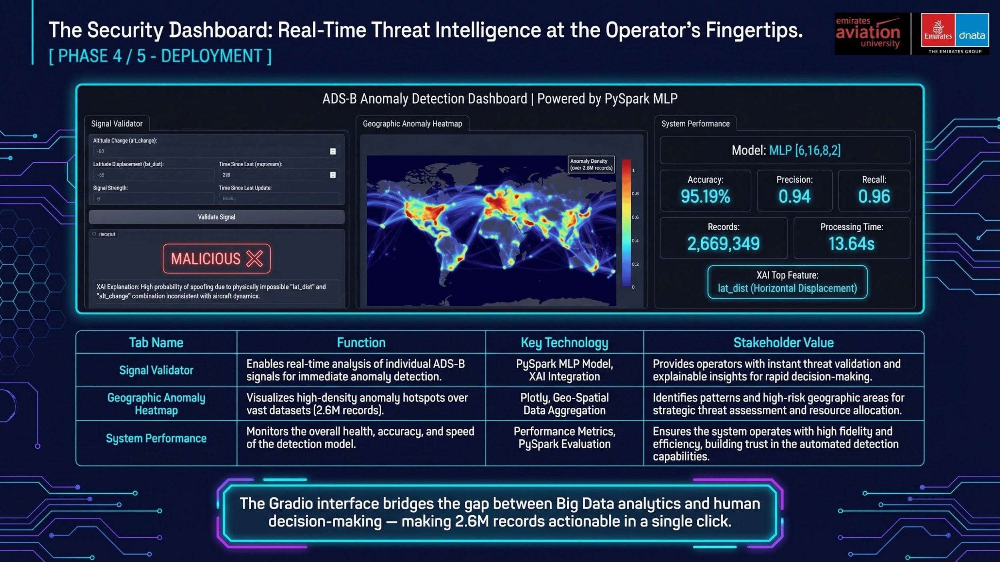 The Security Dashboard: Real-Time Threat Intelligence at the Operator's Fingertips.
[ PHASE 4 / 5 - DEPLOYMENT ]
emirates
aviation
university
Emirates
dnata
THE EMIRATES GROUP
ADS-B Anomaly Detection Dashboard | Powered by PySpark MLP
Signal Validator
Altitude Change (alt_change):
-60
Latitude Displacement (lat_dist):
Time Since Last
-69
220
Signal Strength:
Time Since Last Update:
Validate Signal
MALICIOUS
XAI Explanation: High probability of spoofing due to physically impossible “lat_dist” and
“alt_change” combination inconsistent with aircraft dynamics.
Geographic Anomaly Heatmap
Anomaly Density
(over 2.6M records)
1
0.8
0.6
0.4
0.2
0
System Performance
Model: MLP [6,16,8,2]
Accuracy:
95.19%
Precision:
0.94
Recall:
0.96
Records:
2,669,349
Processing Time:
13.64s
XAI Top Feature:
lat_dist (Horizontal Displacement)
Tab Name
Function
Key Technology
Stakeholder Value
Signal Validator
Enables real-time analysis of individual ADS-B
signals for immediate anomaly detection.
PySpark MLP Model,
XAI Integration
Provides operators with instant threat validation and
explainable insights for rapid decision-making.
Geographic Anomaly
Heatmap
Visualizes high-density anomaly hotspots over
vast datasets (2.6M records).
Plotly, Geo-Spatial
Data Aggregation
Identifies patterns and high-risk geographic areas for
strategic threat assessment and resource allocation.
System Performance
Monitors the overall health, accuracy, and speed
of the detection model.
Performance Metrics,
PySpark Evaluation
Ensures the system operates with high fidelity and
efficiency, building trust in the automated detection
capabilities.
The Gradio interface bridges the gap between Big Data analytics and human
decision-making — making 2.6M records actionable in a single click.